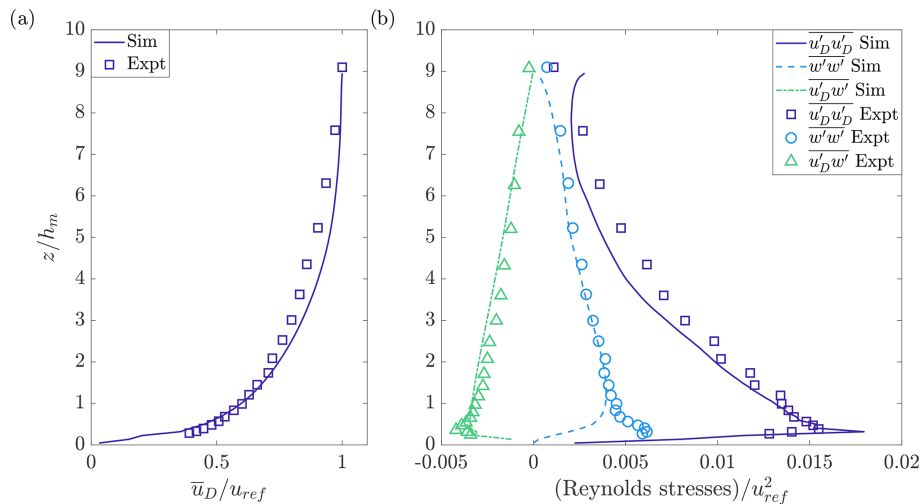 (a)
10
9
8
7
6
5
4
3
2
1
0
z/h_m
0
0.5
1
u̅_D/u_ref
Sim
Expt
(b)
10
9
8
7
6
5
4
3
2
1
0
-0.005
0
0.005
0.01
0.015
0.02
(Reynolds stresses)/u²_ref
u′_D u′_D Sim
w′w′ Sim
u′_D w′ Sim
u′_D u′_D Expt
w′w′ Expt
u′_D w′ Expt